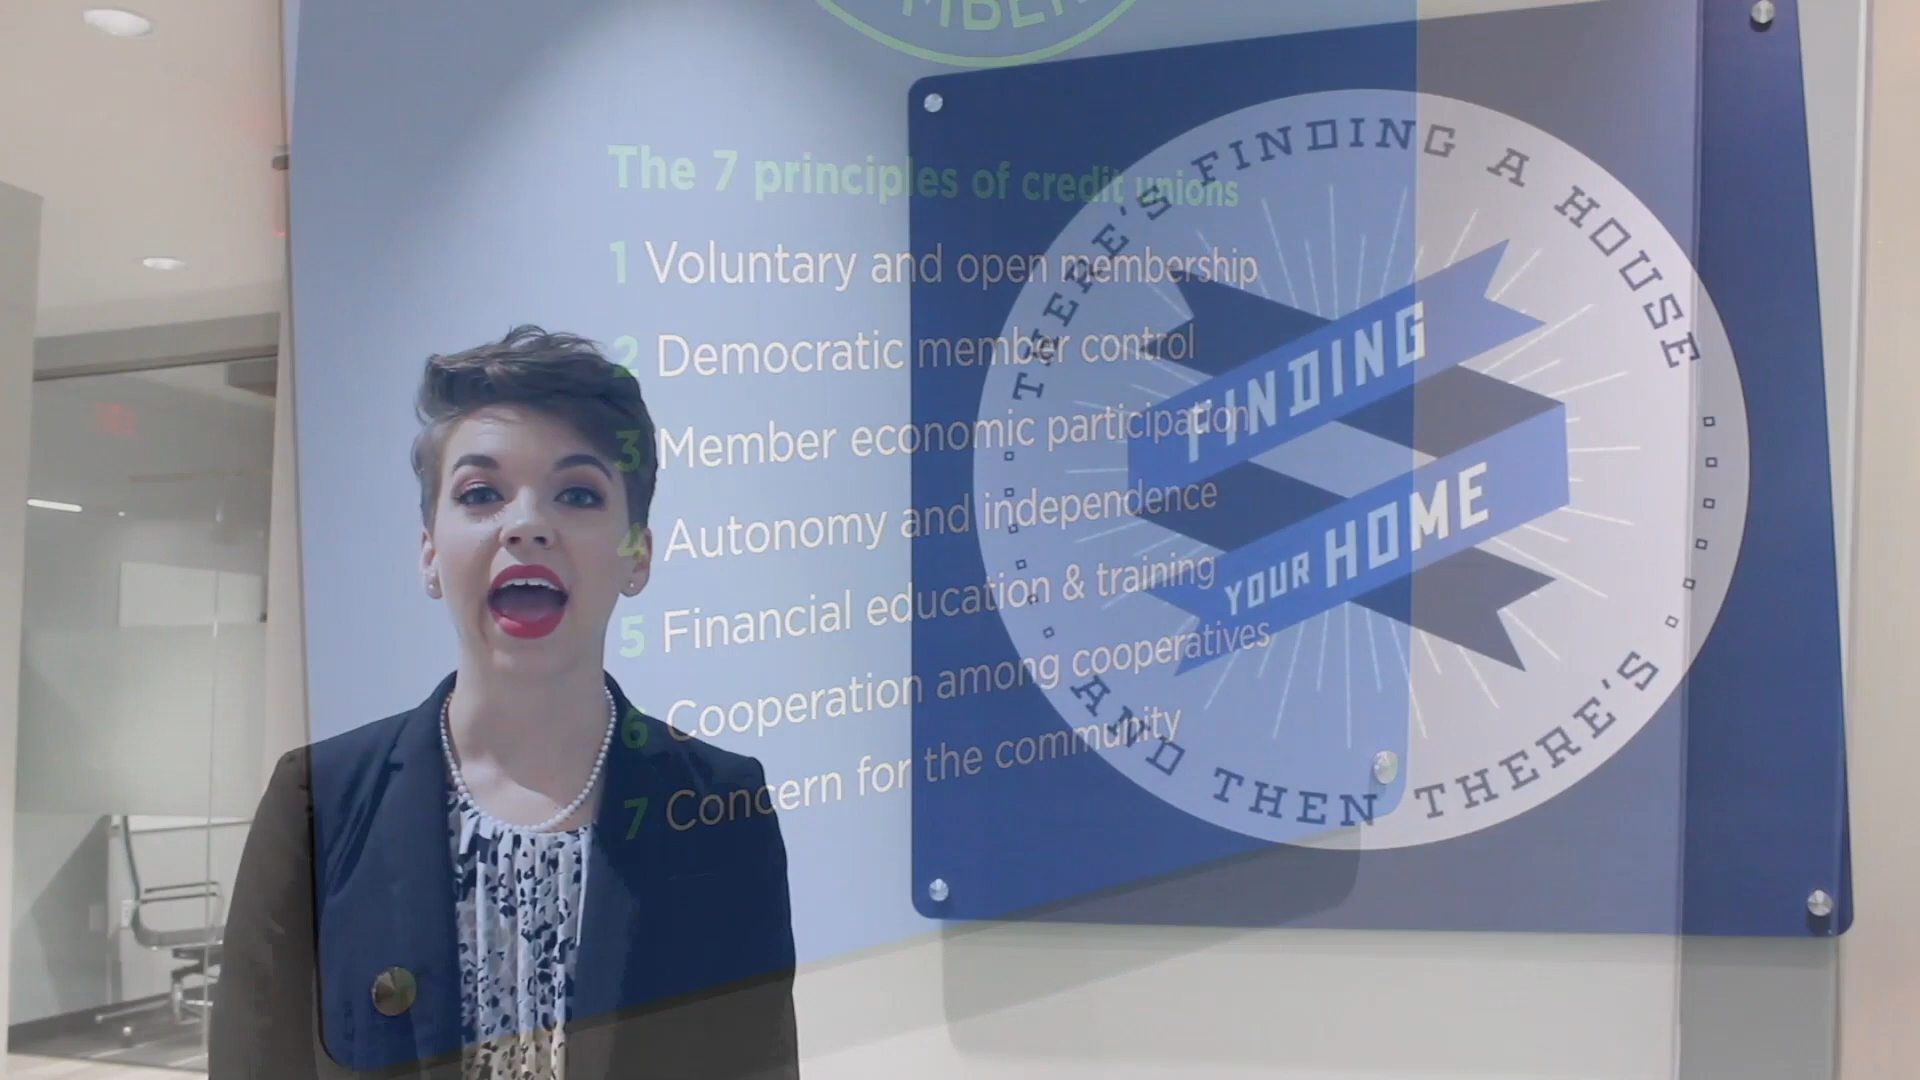 The 7 principles of credit unions
1 Voluntary and open membership
2 Democratic member control
3 Member economic participation
4 Autonomy and independence
5 Financial education & training
6 Cooperation among cooperatives
7 Concern for the community
THERE'S FINDING A HOUSE
FINDING
YOUR HOME
AND THEN THERE'S